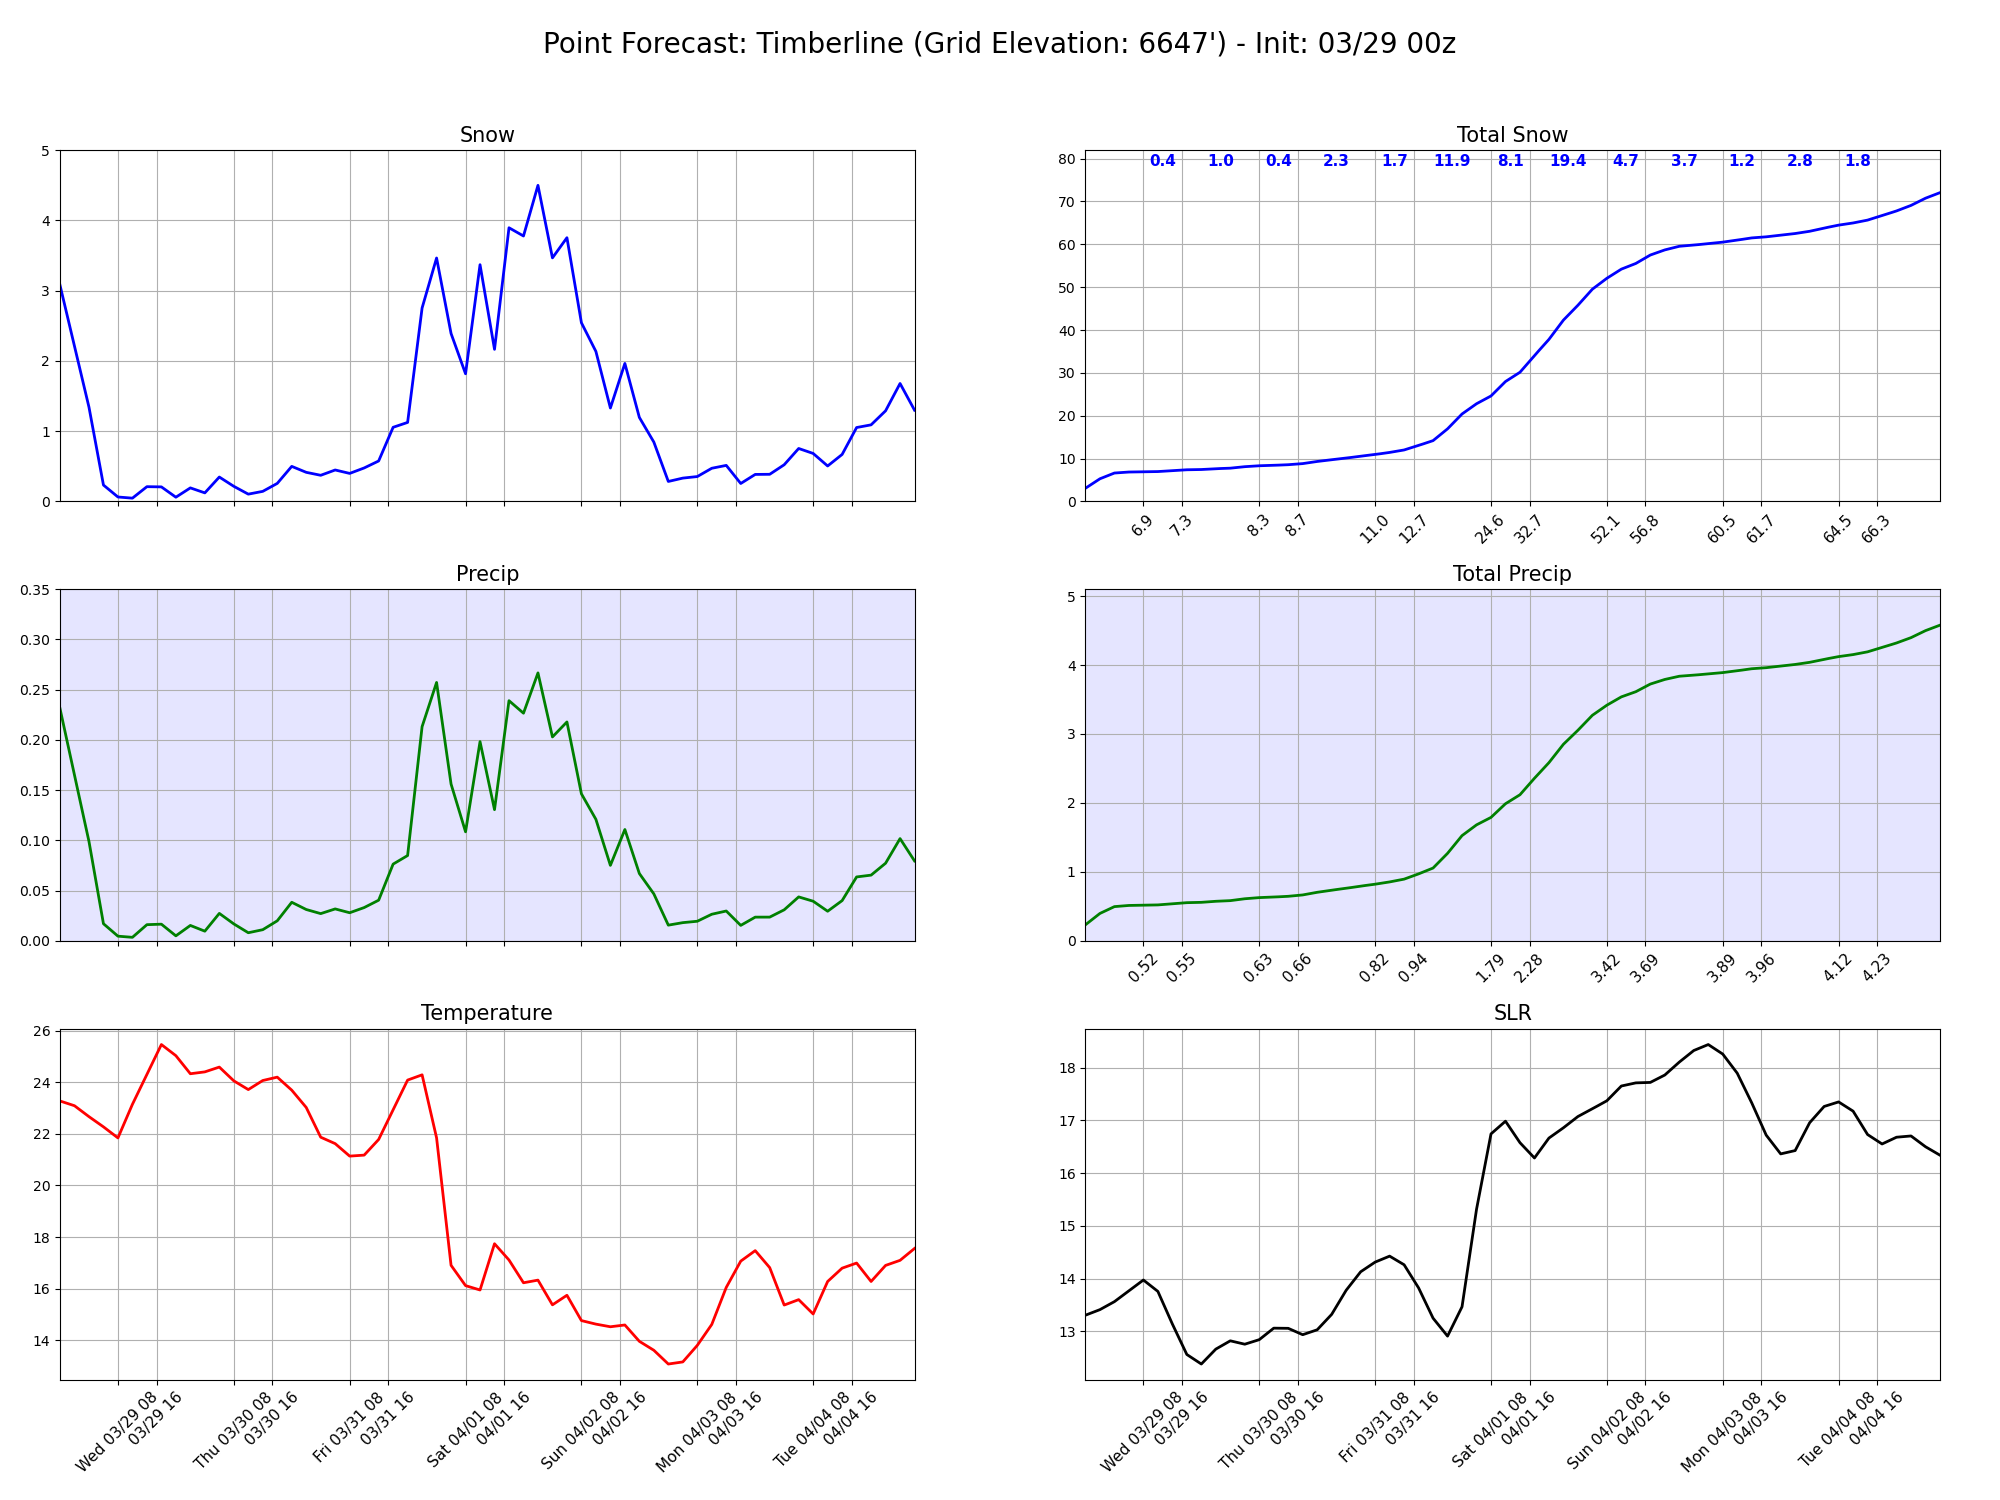 Point Forecast: Timberline (Grid Elevation: 6647') - Init: 03/29 00z
Snow
5
4
3
2
1
0
Total Snow
0.4 1.0 0.4 2.3 1.7 11.9 8.1 19.4 4.7 3.7 1.2 2.8 1.8
80
70
60
50
40
30
20
10
0
6.9 7.3 8.3 8.7 11.0 12.7 24.6 32.7 52.1 56.8 60.5 61.7 64.5 66.3
Precip
0.35
0.30
0.25
0.20
0.15
0.10
0.05
0.00
Total Precip
5
4
3
2
1
0
0.52 0.55 0.63 0.66 0.82 0.94 1.79 2.28 3.42 3.69 3.89 3.96 4.12 4.23
Temperature
26
24
22
20
18
16
14
Wed 03/29 08
03/29 16
Thu 03/30 08
03/30 16
Fri 03/31 08
03/31 16
Sat 04/01 08
04/01 16
Sun 04/02 08
04/02 16
Mon 04/03 08
04/03 16
Tue 04/04 08
04/04 16
SLR
18
17
16
15
14
13
Wed 03/29 08
03/29 16
Thu 03/30 08
03/30 16
Fri 03/31 08
03/31 16
Sat 04/01 08
04/01 16
Sun 04/02 08
04/02 16
Mon 04/03 08
04/03 16
Tue 04/04 08
04/04 16